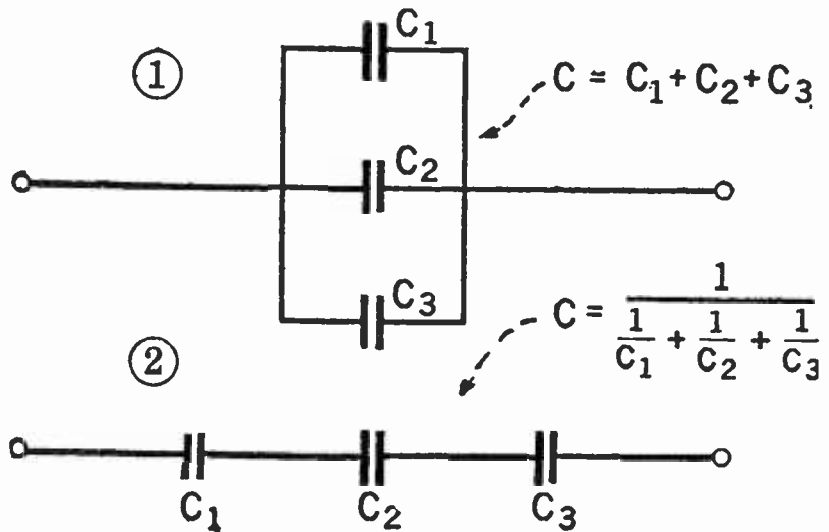 ①
C₁
C = C₁ + C₂ + C₃
C₂
C₃
C = 1 / (1/C₁ + 1/C₂ + 1/C₃)
②
C₁ C₂ C₃